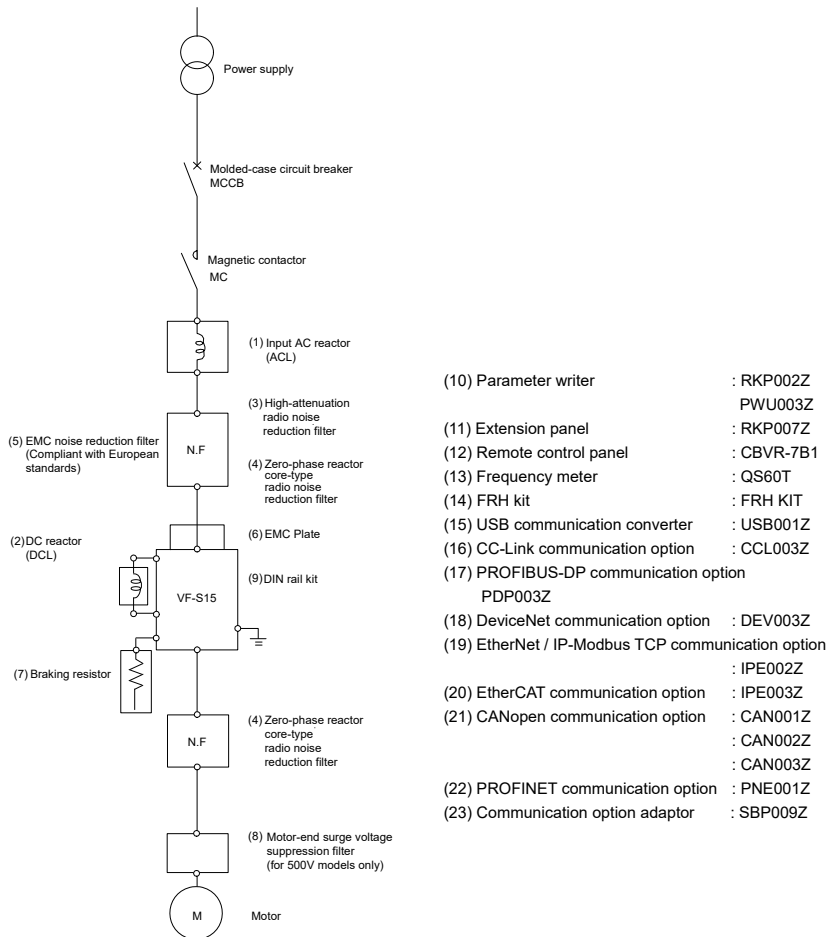 Power supply
Molded-case circuit breaker
MCCB
Magnetic contactor
MC
(1) Input AC reactor
(ACL)
(3) High-attenuation
radio noise
reduction filter
(5) EMC noise reduction filter
(Compliant with European
standards)
N.F
(4) Zero-phase reactor
core-type
radio noise
reduction filter
(2) DC reactor
(DCL)
(6) EMC Plate
(9) DIN rail kit
VF-S15
(7) Braking resistor
(4) Zero-phase reactor
core-type
radio noise
reduction filter
N.F
(8) Motor-end surge voltage
suppression filter
(for 500V models only)
M
Motor
(10) Parameter writer : RKP002Z
PWU003Z
(11) Extension panel : RKP007Z
(12) Remote control panel : CBVR-7B1
(13) Frequency meter : QS60T
(14) FRH kit : FRH KIT
(15) USB communication converter : USB001Z
(16) CC-Link communication option : CCL003Z
(17) PROFIBUS-DP communication option
PDP003Z
(18) DeviceNet communication option : DEV003Z
(19) EtherNet / IP-Modbus TCP communication option
: IPE002Z
(20) EtherCAT communication option : IPE003Z
(21) CANopen communication option : CAN001Z
: CAN002Z
: CAN003Z
(22) PROFINET communication option : PNE001Z
(23) Communication option adaptor : SBP009Z